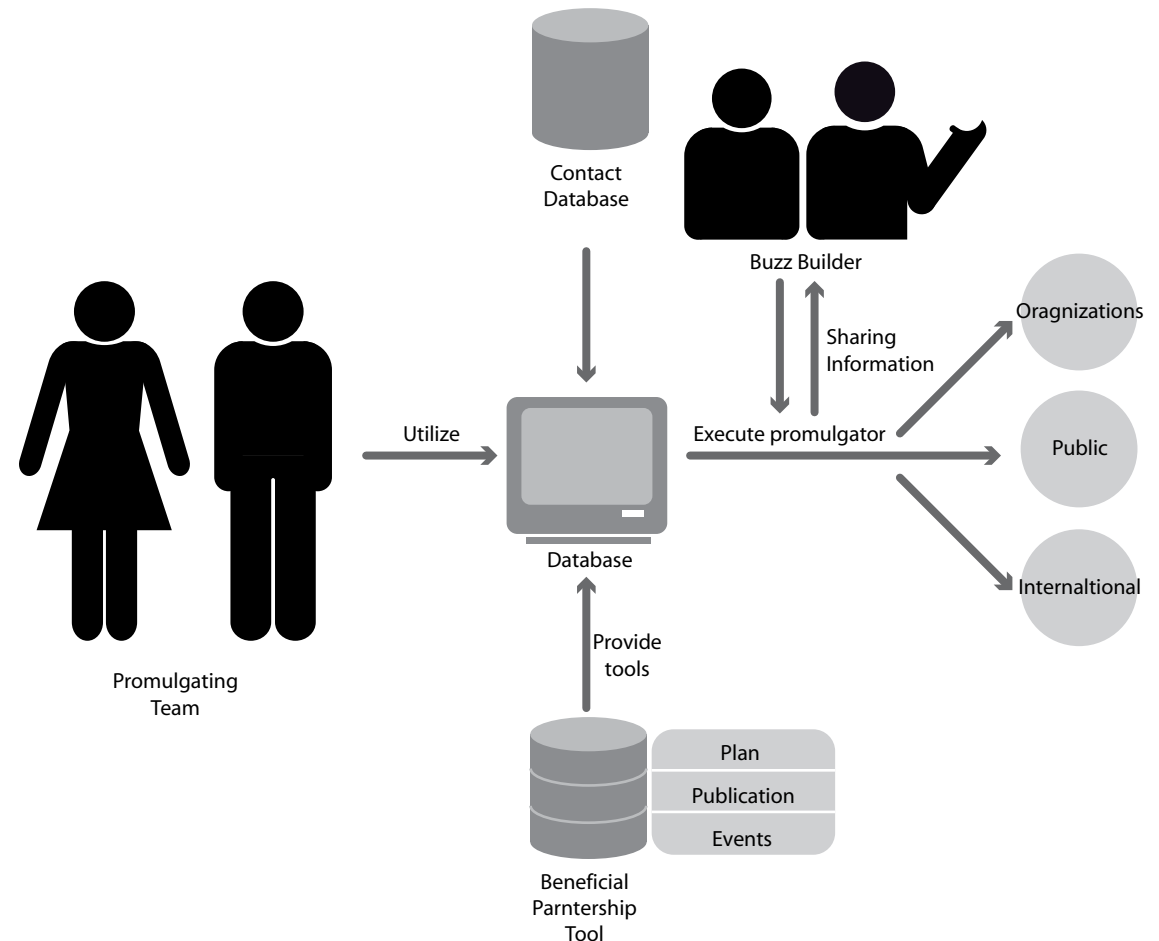 Contact
Database
Buzz Builder
Oragnizations
Sharing
Information
Utilize
Execute promulgator
Public
Database
Internaltional
Provide
tools
Promulgating
Team
Plan
Publication
Events
Beneficial
Parntership
Tool